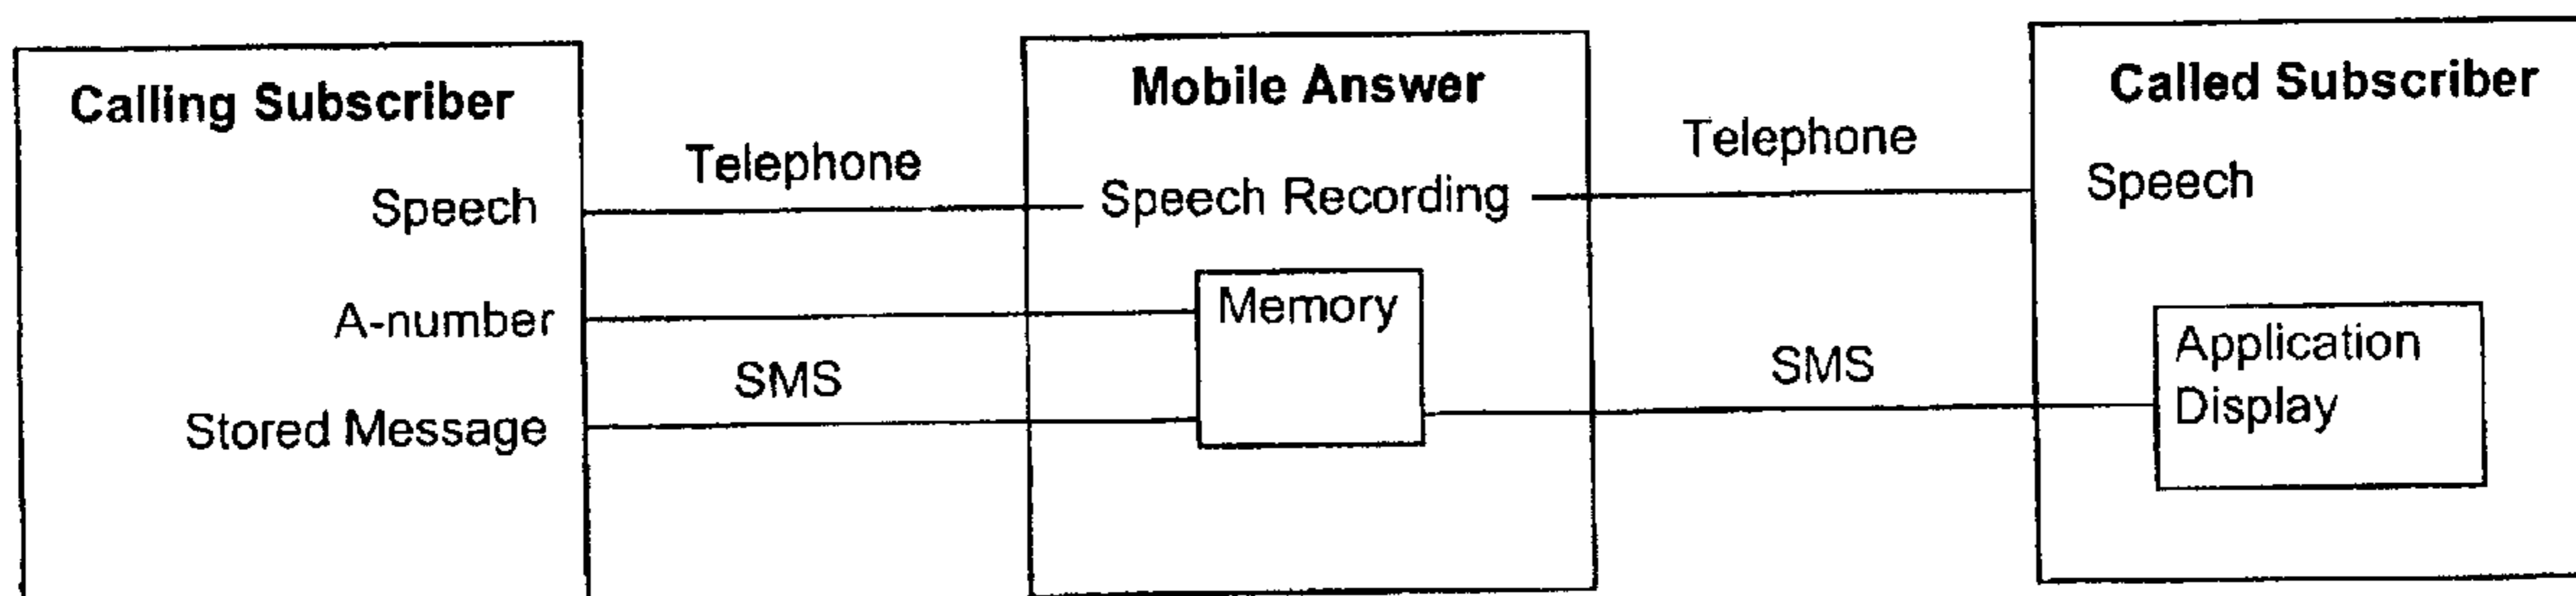 Calling Subscriber
Speech
A-number
Stored Message
Telephone
SMS
Mobile Answer
Speech Recording
Memory
Telephone
SMS
Called Subscriber
Speech
Application
Display